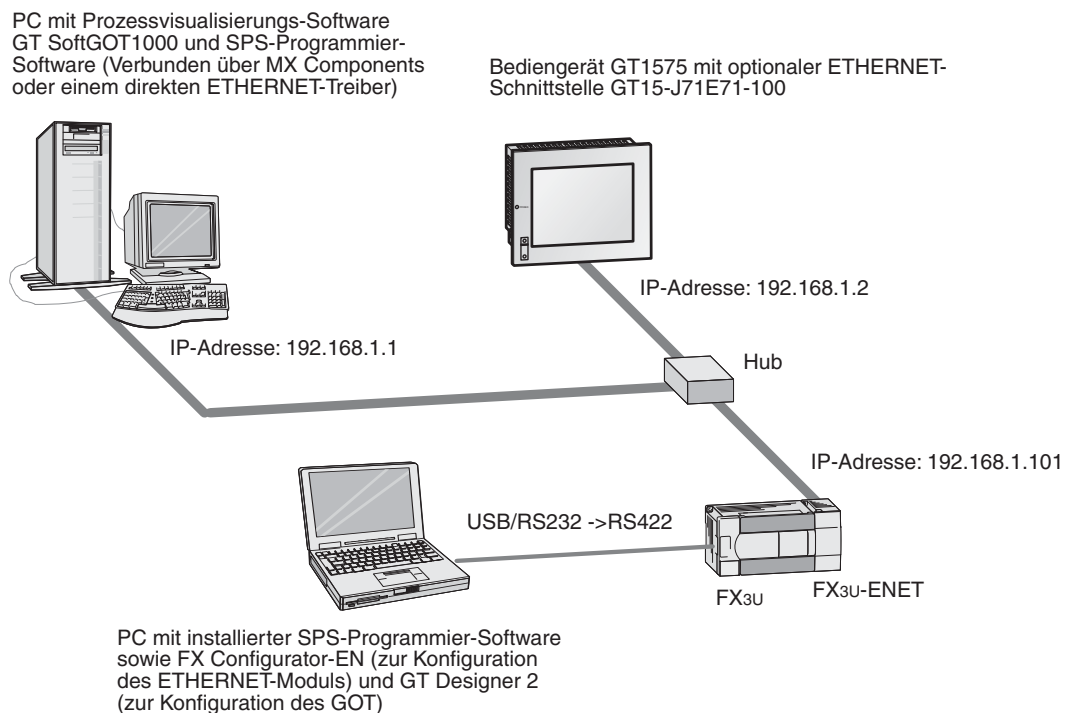 PC mit Prozessvisualisierungs-Software
GT SoftGOT1000 und SPS-Programmier-
Software (Verbunden über MX Components
oder einem direkten ETHERNET-Treiber)
Bediengerät GT1575 mit optionaler ETHERNET-
Schnittstelle GT15-J71E71-100
IP-Adresse: 192.168.1.2
IP-Adresse: 192.168.1.1
Hub
IP-Adresse: 192.168.1.101
USB/RS232 ->RS422
FX3U
FX3U-ENET
PC mit installierter SPS-Programmier-Software
sowie FX Configurator-EN (zur Konfiguration
des ETHERNET-Moduls) und GT Designer 2
(zur Konfiguration des GOT)